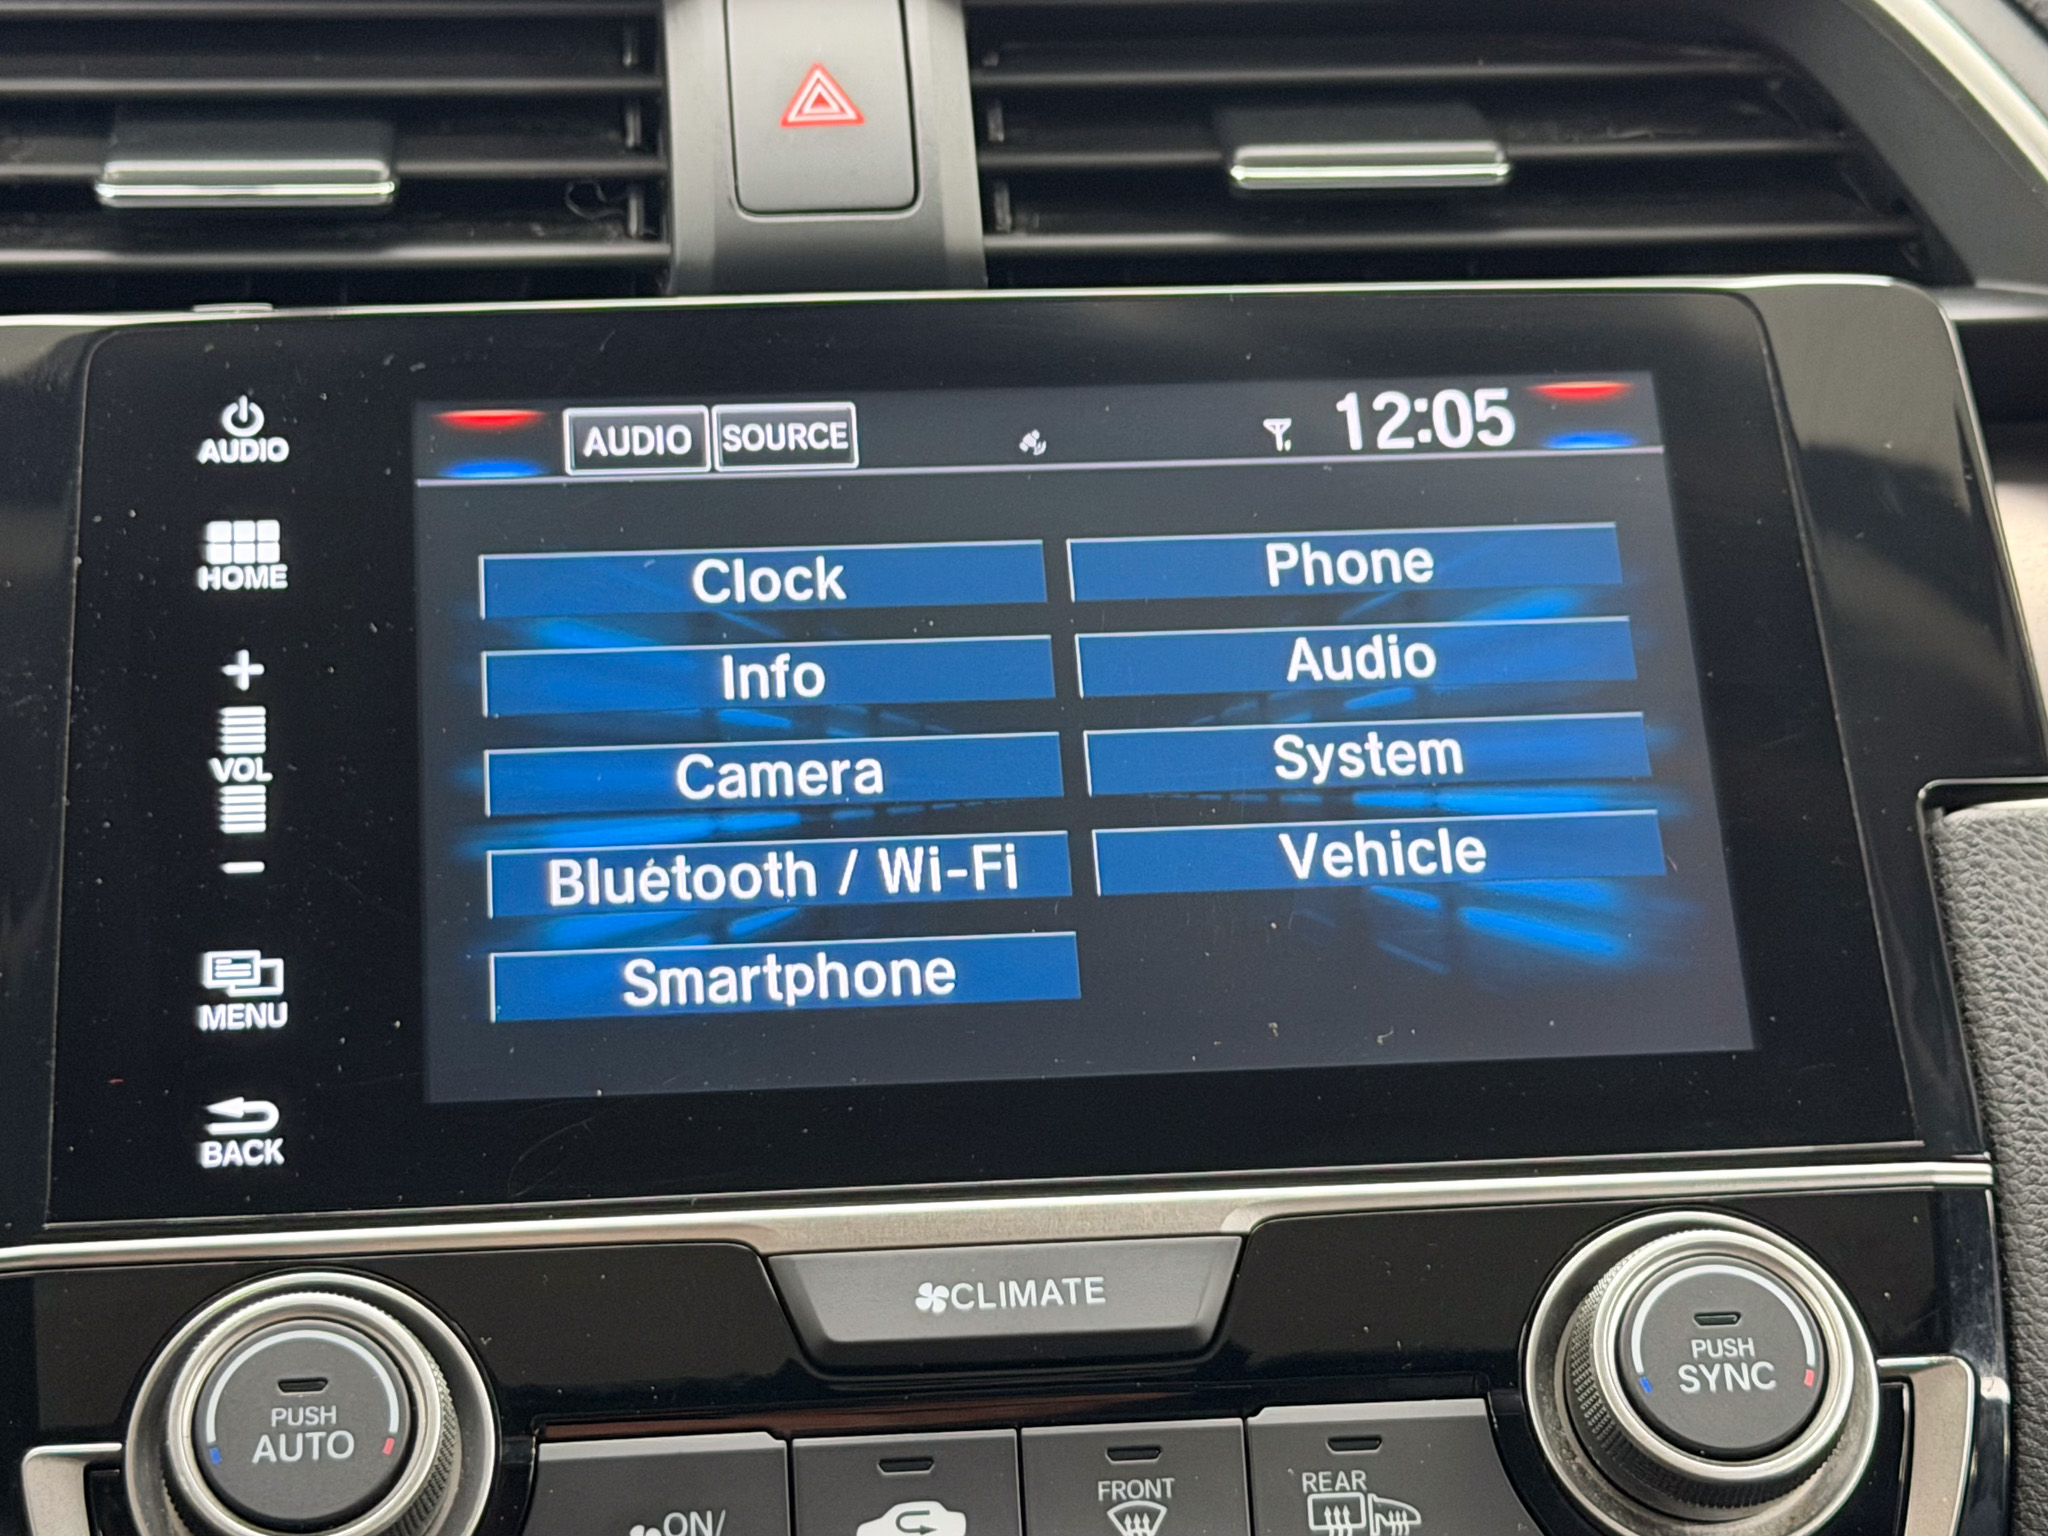 AUDIO
SOURCE
12:05
AUDIO
HOME
+
VOL
-
MENU
BACK
Clock
Phone
Info
Audio
Camera
System
Bluetooth / Wi-Fi
Vehicle
Smartphone
CLIMATE
PUSH
AUTO
PUSH
SYNC
ON/
FRONT
REAR